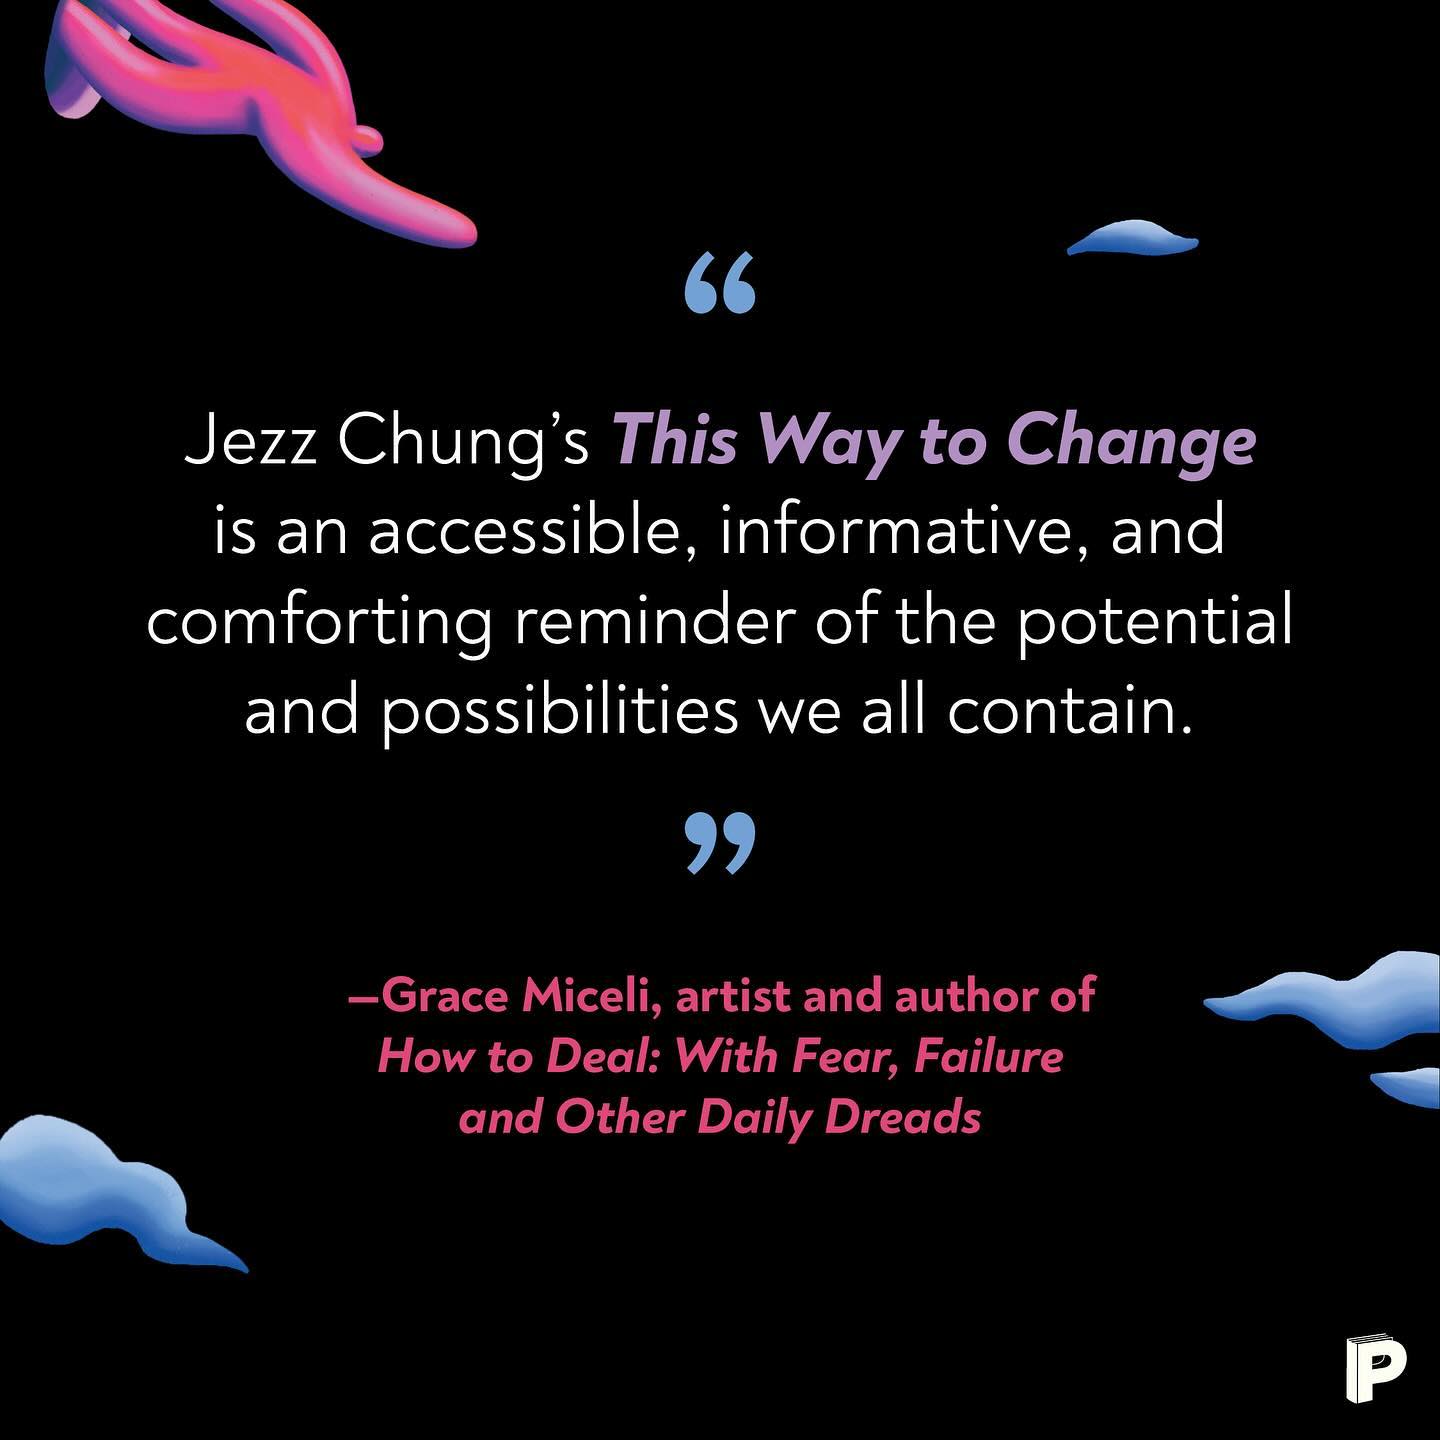 “
Jezz Chung’s This Way to Change
is an accessible, informative, and
comforting reminder of the potential
and possibilities we all contain.
”
—Grace Miceli, artist and author of
How to Deal: With Fear, Failure
and Other Daily Dreads
P